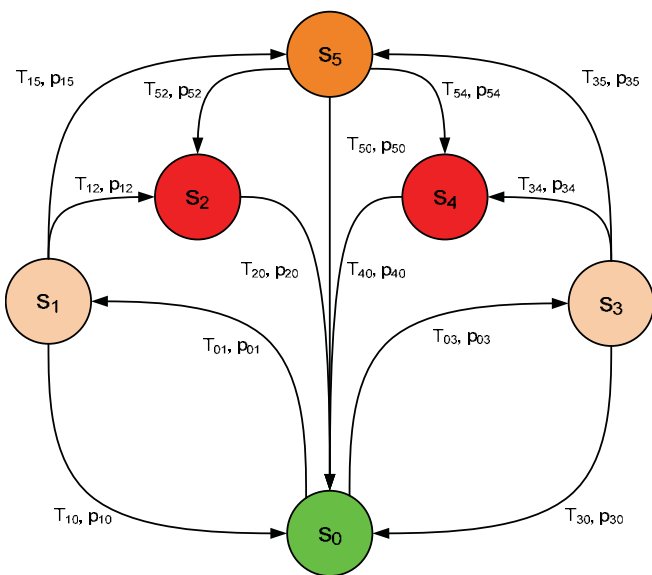 S5
T15, p15
T52, p52
T54, p54
T35, p35
T50, p50
T12, p12
S2
S4
T34, p34
T20, p20
T40, p40
S1
S3
T01, p01
T03, p03
T10, p10
T30, p30
S0